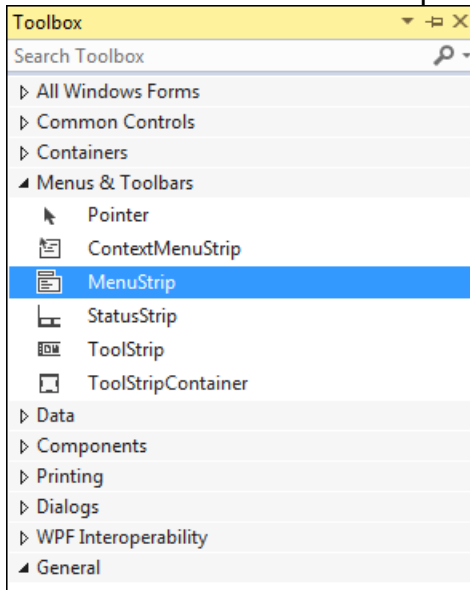 Toolbox
Search Toolbox
All Windows Forms
Common Controls
Containers
Menus & Toolbars
Pointer
ContextMenuStrip
MenuStrip
StatusStrip
ToolStrip
ToolStripContainer
Data
Components
Printing
Dialogs
WPF Interoperability
General